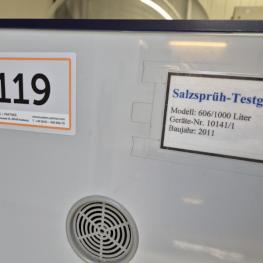 119
Salzsprüh-Testg
Modell: 606/1000 Liter
Geräte-Nr. 10141/1
Baujahr: 2011